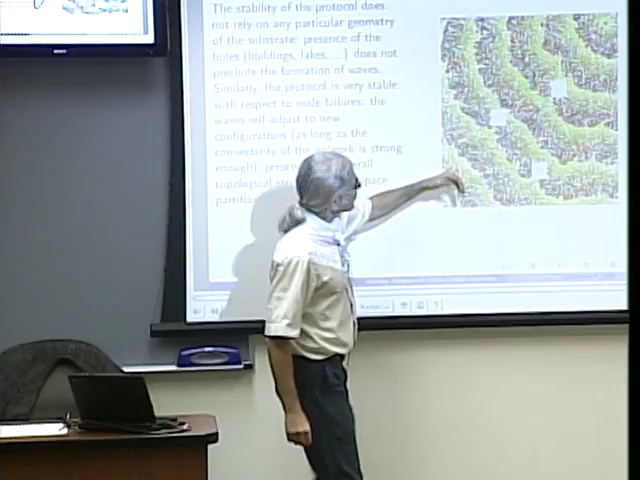 The stability of the protocol does
not rely on any particular geometry
of the substrate: presence of the
holes (buildings, lakes,...) does not
preclude the formation of waves.
Similarly, the protocol is very stable
with respect to node failures: the
waves self-adjust to new
configurations (as long as the
connectivity of the is strong
enough)
topological